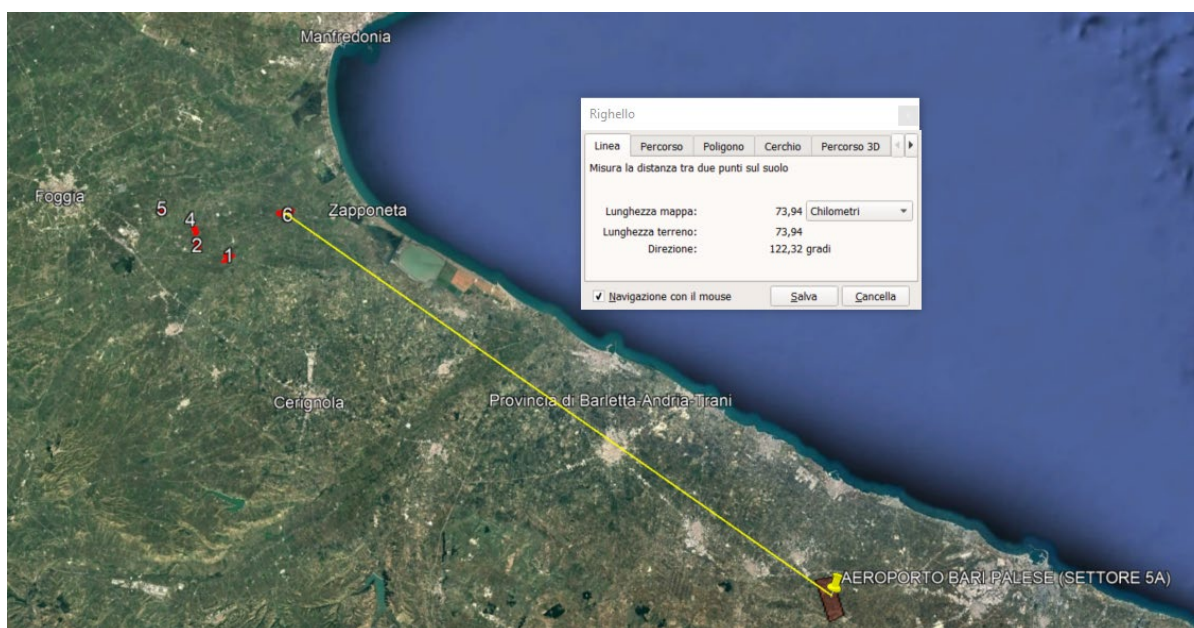 Manfredonia
Righello
Linea Percorso Poligono Cerchio Percorso 3D
Misura la distanza tra due punti sul suolo
Foggia
5
4
6
Zapponeta
2
1
Lunghezza mappa: 73,94 Chilometri
Lunghezza terreno: 73,94
Direzione: 122,32 gradi
Navigazione con il mouse Salva Cancella
Cerignola
Provincia di Barletta-Andria-Trani
AEROPORTO BARI PALESE (SETTORE 5A)